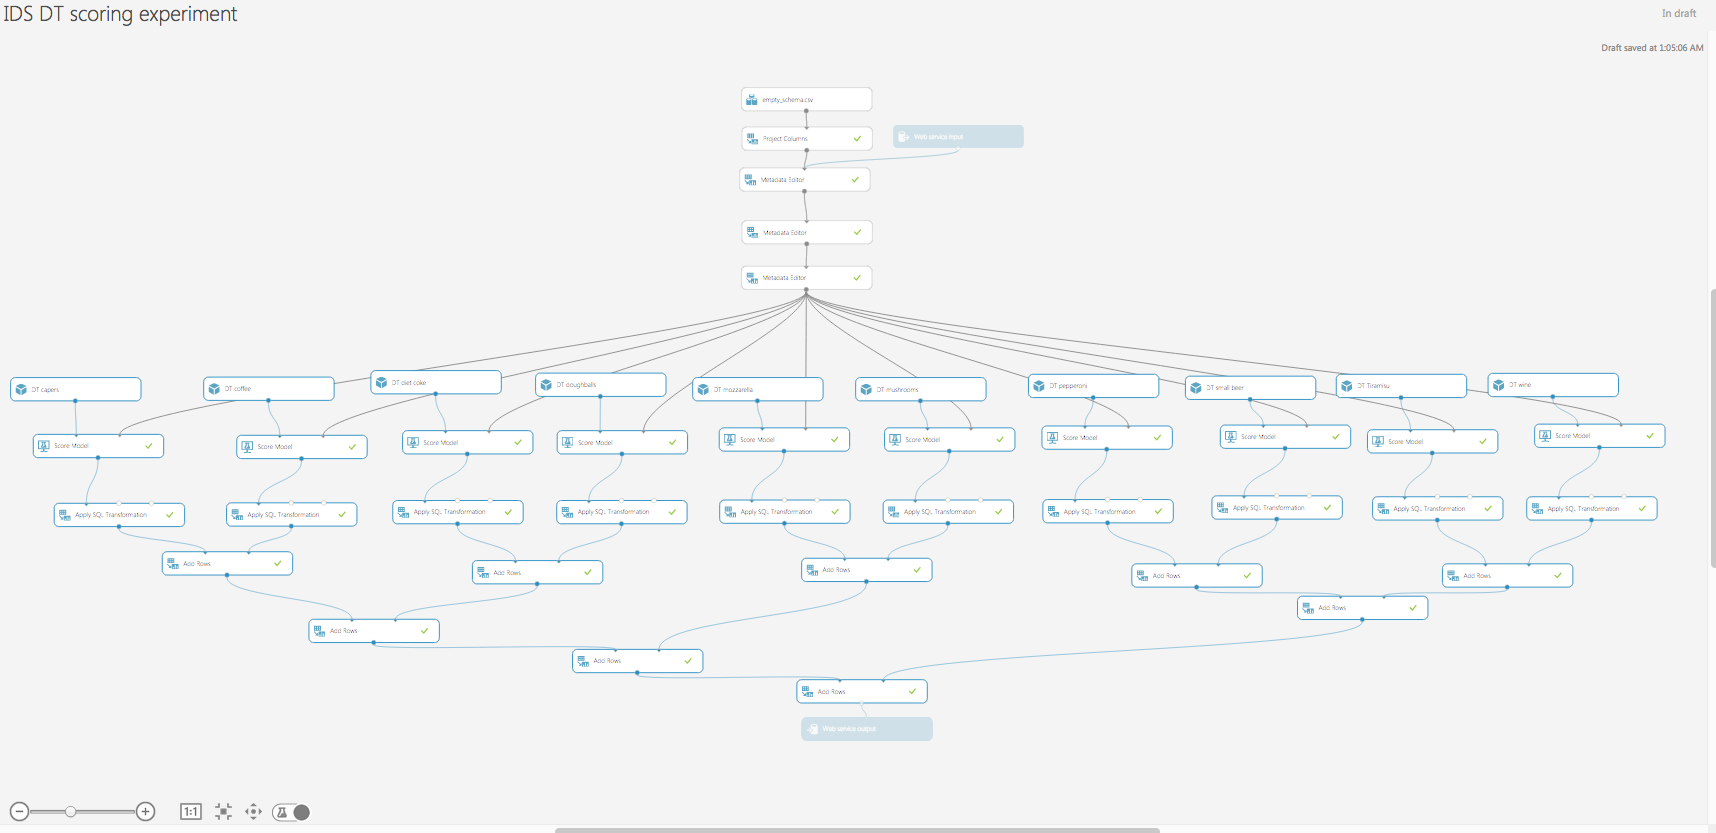 IDS DT scoring experiment
In draft
Draft saved at 1:05:06 AM
empty_schema.csv
Project Columns
Web service input
Metadata Editor
Metadata Editor
Metadata Editor
DT capers
DT coffee
DT diet coke
DT doughballs
DT mozzarella
DT mushrooms
DT pepperoni
DT small beer
DT Tiramisu
DT wine
Score Model
Score Model
Score Model
Score Model
Score Model
Score Model
Score Model
Score Model
Score Model
Score Model
Apply SQL Transformation
Apply SQL Transformation
Apply SQL Transformation
Apply SQL Transformation
Apply SQL Transformation
Apply SQL Transformation
Apply SQL Transformation
Apply SQL Transformation
Apply SQL Transformation
Apply SQL Transformation
Add Rows
Add Rows
Add Rows
Add Rows
Add Rows
Add Rows
Add Rows
Add Rows
Add Rows
Web service output
1:1